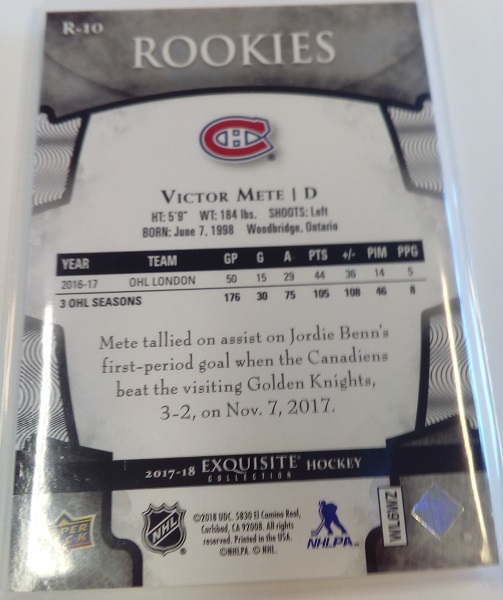 R-10
ROOKIES
VICTOR METE | D
HT: 5'9" WT: 184 lbs. SHOOTS: Left
BORN: June 7, 1998 Woodbridge, Ontario
YEAR TEAM GP G A PTS +/- PIM PPG
2016-17 OHL LONDON 50 15 29 44 36 14 5
3 OHL SEASONS 176 30 75 105 108 46 8
Mete tallied on assist on Jordie Benn's
first-period goal when the Canadiens
beat the visiting Golden Knights,
3-2, on Nov. 7, 2017.
2017-18 EXQUISITE HOCKEY
COLLECTION
NHL
©2018 UDC. 5830 El Camino Real,
Carlsbad, CA 92008. All rights
reserved. Printed in the USA.
©NHLPA. © NHL.
NHLPA
WL6WZ